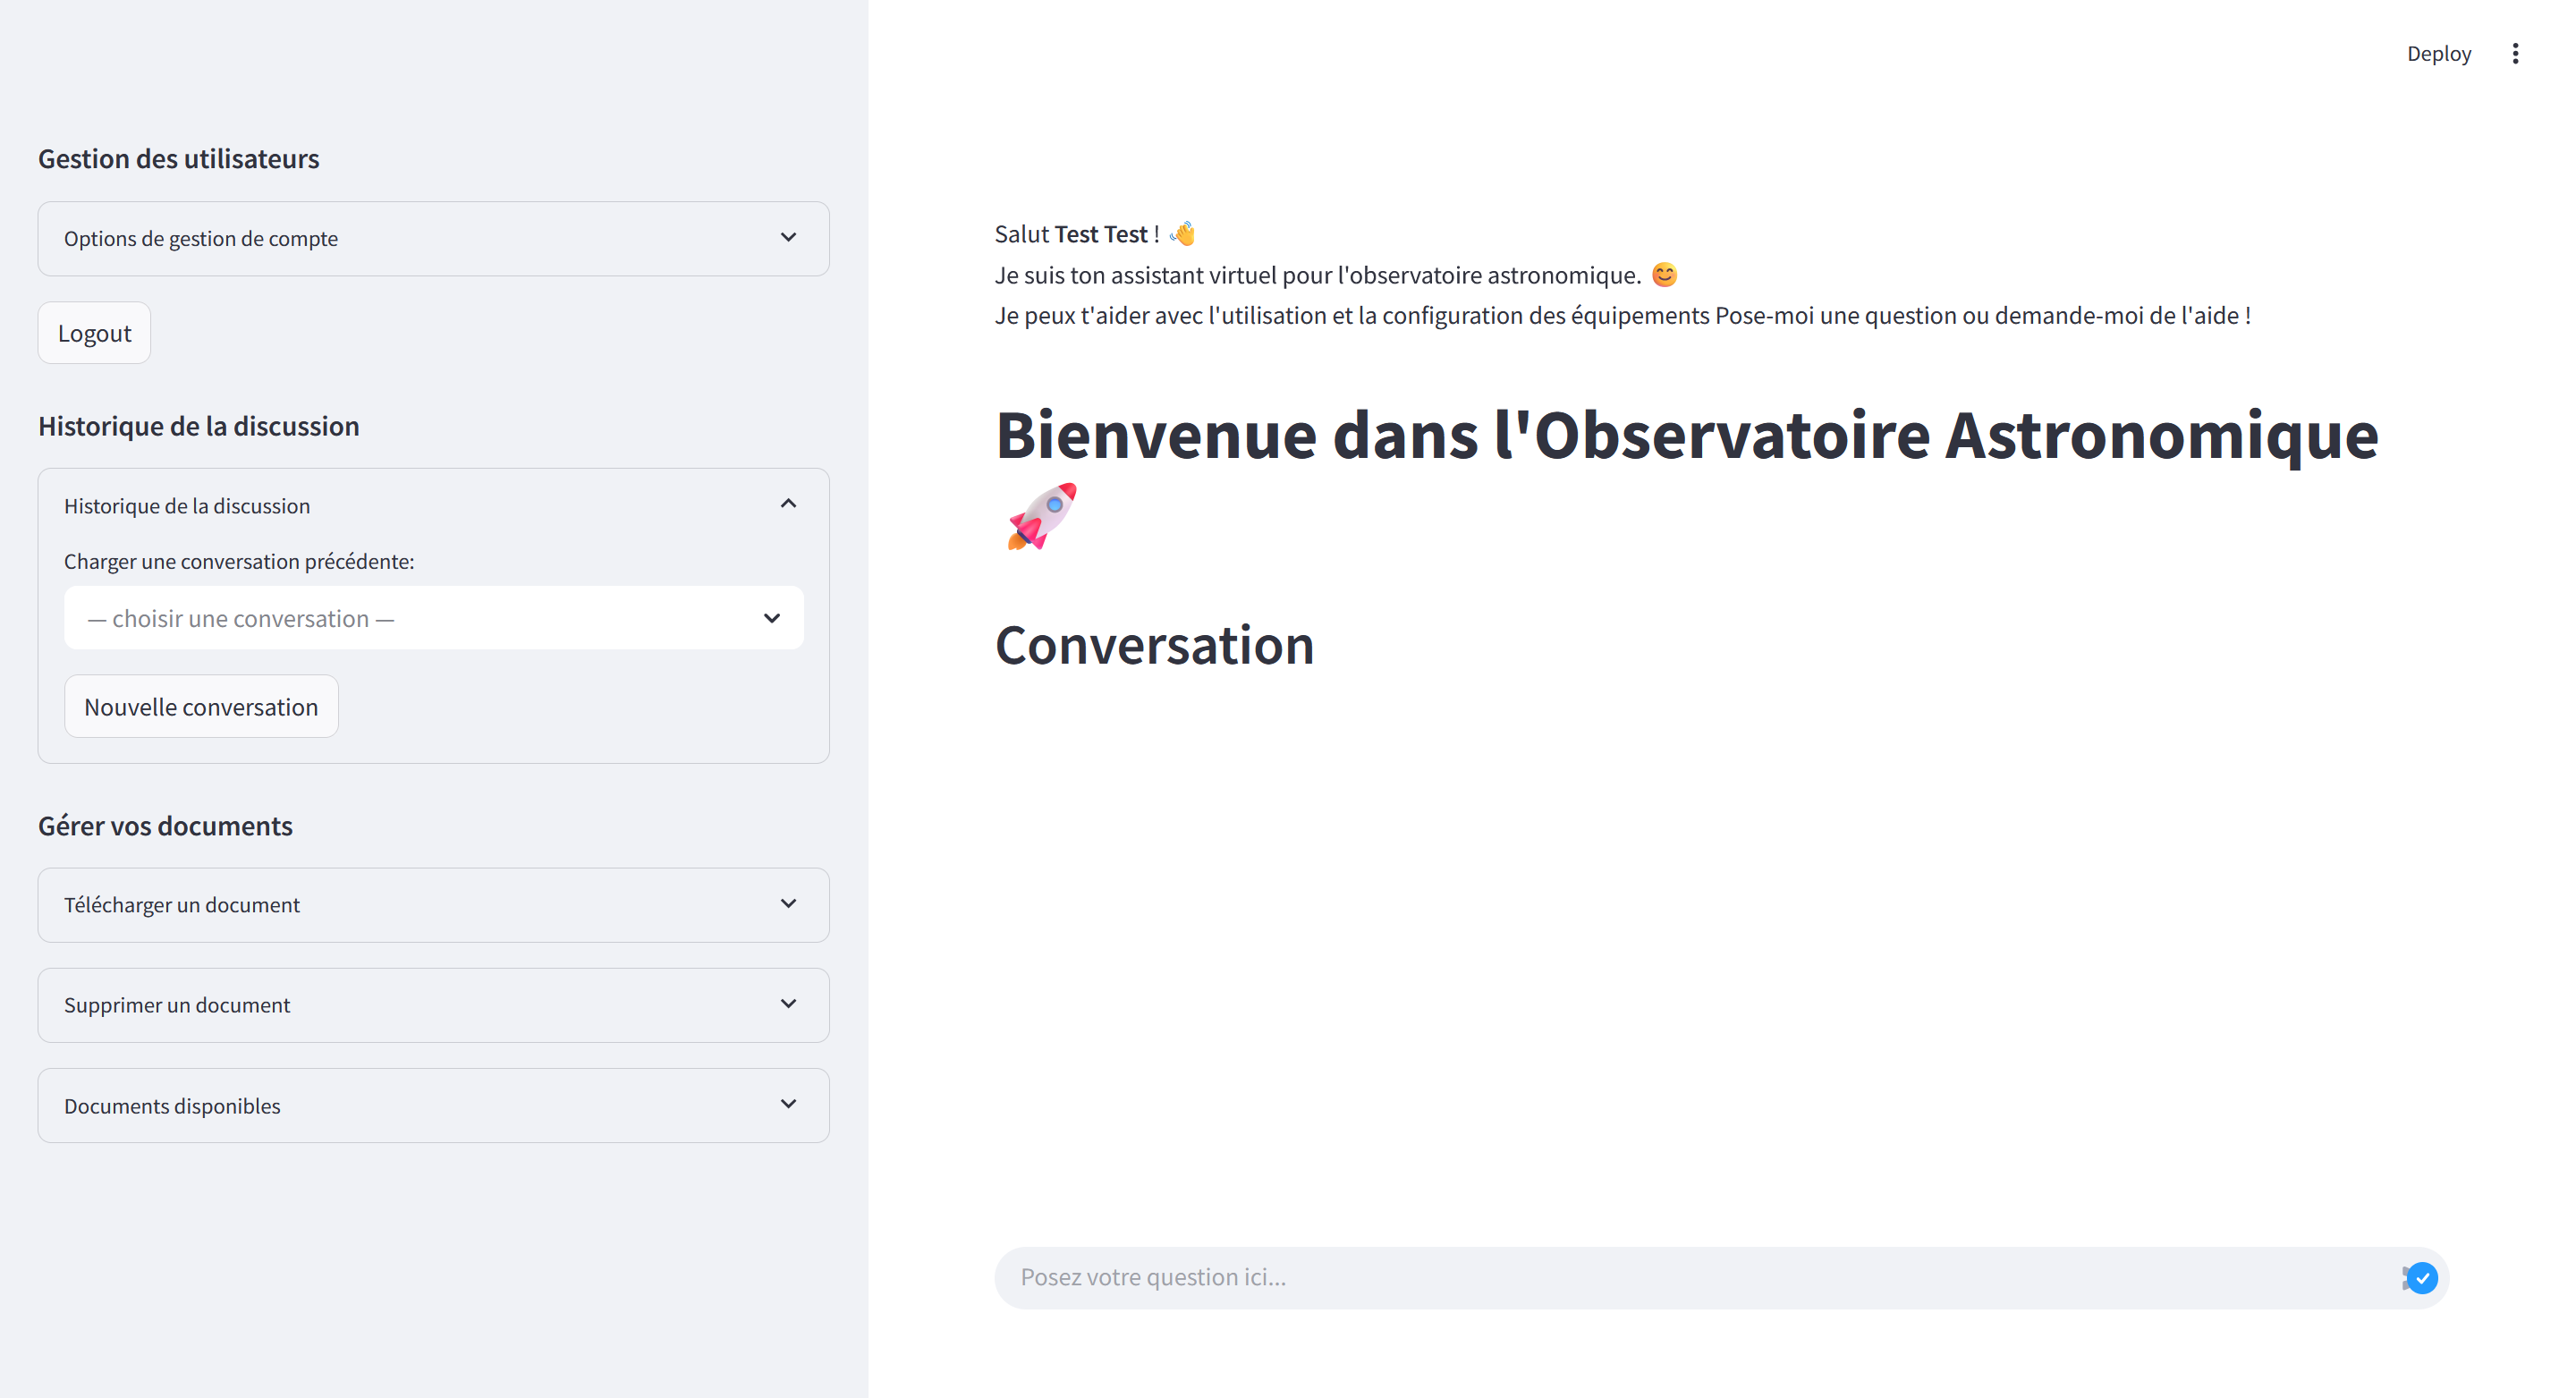 Gestion des utilisateurs
Options de gestion de compte
Logout
Historique de la discussion
Historique de la discussion
Charger une conversation précédente:
— choisir une conversation —
Nouvelle conversation
Gérer vos documents
Télécharger un document
Supprimer un document
Documents disponibles
Deploy
Salut Test Test ! 👋
Je suis ton assistant virtuel pour l'observatoire astronomique. 😊
Je peux t'aider avec l'utilisation et la configuration des équipements Pose-moi une question ou demande-moi de l'aide !
Bienvenue dans l'Observatoire Astronomique
🚀
Conversation
Posez votre question ici...